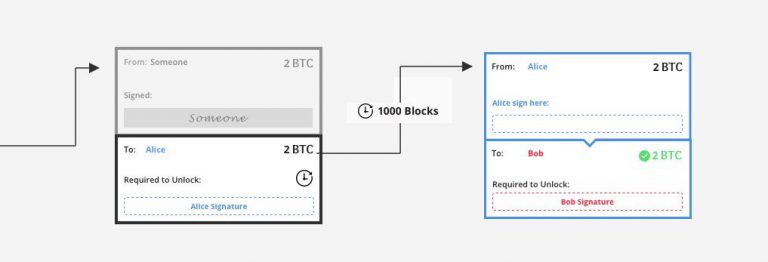 From: Someone 2 BTC
Signed:
Someone
To: Alice 2 BTC
Required to Unlock:
Alice Signature
1000 Blocks
From: Alice 2 BTC
Alice sign here:
To: Bob 2 BTC
Required to Unlock:
Bob Signature